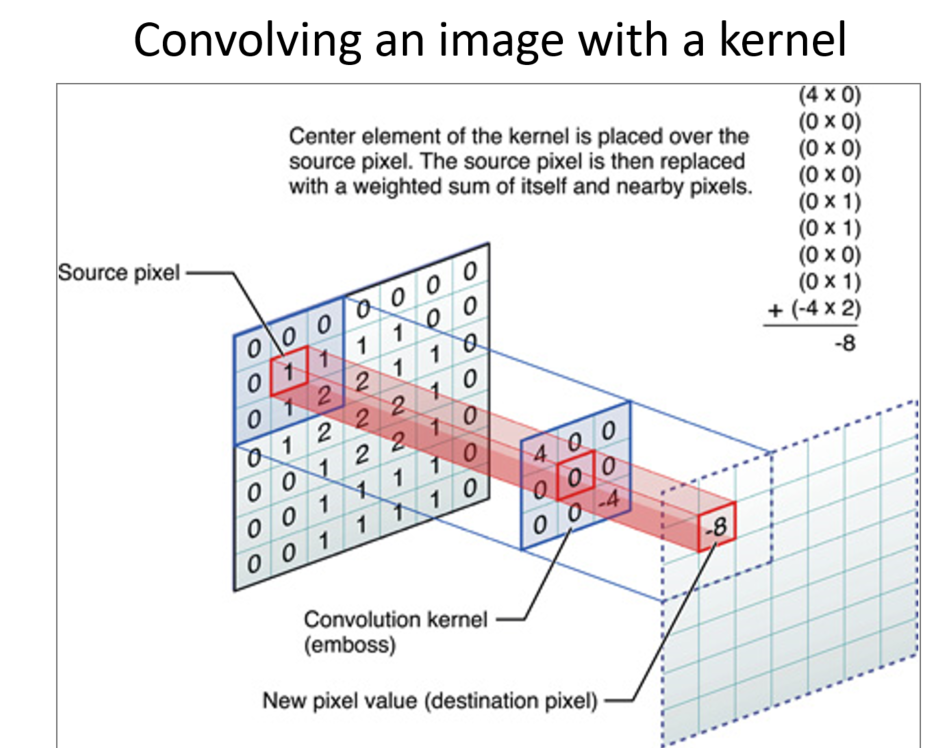 Convolving an image with a kernel
Center element of the kernel is placed over the
source pixel. The source pixel is then replaced
with a weighted sum of itself and nearby pixels.
(4 x 0)
(0 x 0)
(0 x 0)
(0 x 0)
(0 x 1)
(0 x 1)
(0 x 0)
(0 x 1)
+ (-4 x 2)
-8
Source pixel
0 0 0 0 0 0 0
0 1 1 1 1 0 0
0 1 2 2 1 1 0
0 1 2 2 2 1 0
0 0 1 2 2 1 0
0 0 1 1 1 1 0
0 0 1 1 1 1 0
4 0 0
0 0 0
0 0 -4
-8
Convolution kernel
(emboss)
New pixel value (destination pixel)